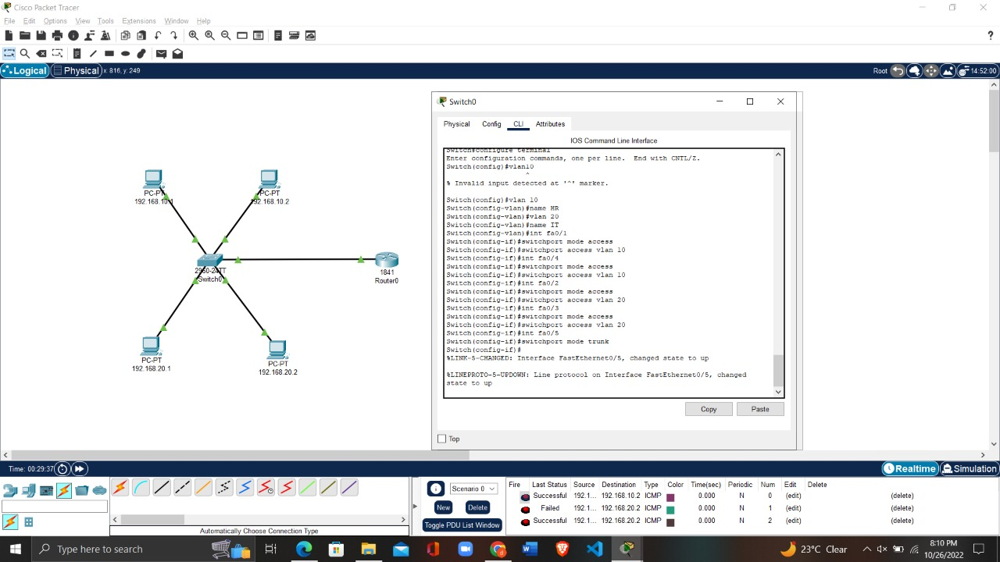 Cisco Packet Tracer
File Edit Options View Tools Extensions Window Help
?
Logical Physical x: 816, y: 249 Root 14:52:00
PC-PT
192.168.10.1
PC-PT
192.168.10.2
2950-24TT
Switch0
1841
Router0
PC-PT
192.168.20.1
PC-PT
192.168.20.2
Switch0
Physical Config CLI Attributes
IOS Command Line Interface
Switch#configure terminal
Enter configuration commands, one per line. End with CNTL/Z.
Switch(config)#vlan10
^
% Invalid input detected at '^' marker.
Switch(config)#vlan 10
Switch(config-vlan)#name HR
Switch(config-vlan)#vlan 20
Switch(config-vlan)#name IT
Switch(config-vlan)#int fa0/1
Switch(config-if)#switchport mode access
Switch(config-if)#switchport access vlan 10
Switch(config-if)#int fa0/4
Switch(config-if)#switchport mode access
Switch(config-if)#switchport access vlan 10
Switch(config-if)#int fa0/2
Switch(config-if)#switchport mode access
Switch(config-if)#switchport access vlan 20
Switch(config-if)#int fa0/3
Switch(config-if)#switchport mode access
Switch(config-if)#switchport access vlan 20
Switch(config-if)#int fa0/5
Switch(config-if)#switchport mode trunk
Switch(config-if)#
%LINK-5-CHANGED: Interface FastEthernet0/5, changed state to up
%LINEPROTO-5-UPDOWN: Line protocol on Interface FastEthernet0/5, changed
state to up
Copy Paste
Top
Time: 00:29:37 Realtime Simulation
Automatically Choose Connection Type
Scenario 0
New Delete
Toggle PDU List Window
Fire Last Status Source Destination Type Color Time(sec) Periodic Num Edit Delete
Successful 192.1... 192.168.10.2 ICMP 0.000 N 0 (edit) (delete)
Failed 192.1... 192.168.20.2 ICMP 0.000 N 1 (edit) (delete)
Successful 192.1... 192.168.20.2 ICMP 0.000 N 2 (edit) (delete)
Type here to search
23°C Clear
8:10 PM
10/26/2022